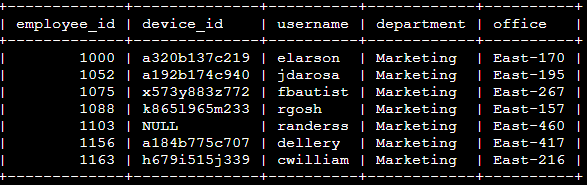 +-------------+--------------+----------+------------+----------+
| employee_id | device_id    | username | department | office   |
+-------------+--------------+----------+------------+----------+
|        1000 | a320b137c219 | elarson  | Marketing  | East-170 |
|        1052 | a192b174c940 | jdarosa  | Marketing  | East-195 |
|        1075 | x573y883z772 | fbautist | Marketing  | East-267 |
|        1088 | k865l965m233 | rgosh    | Marketing  | East-157 |
|        1103 | NULL         | randerss | Marketing  | East-460 |
|        1156 | a184b775c707 | dellery  | Marketing  | East-417 |
|        1163 | h679i515j339 | cwilliam | Marketing  | East-216 |
+-------------+--------------+----------+------------+----------+